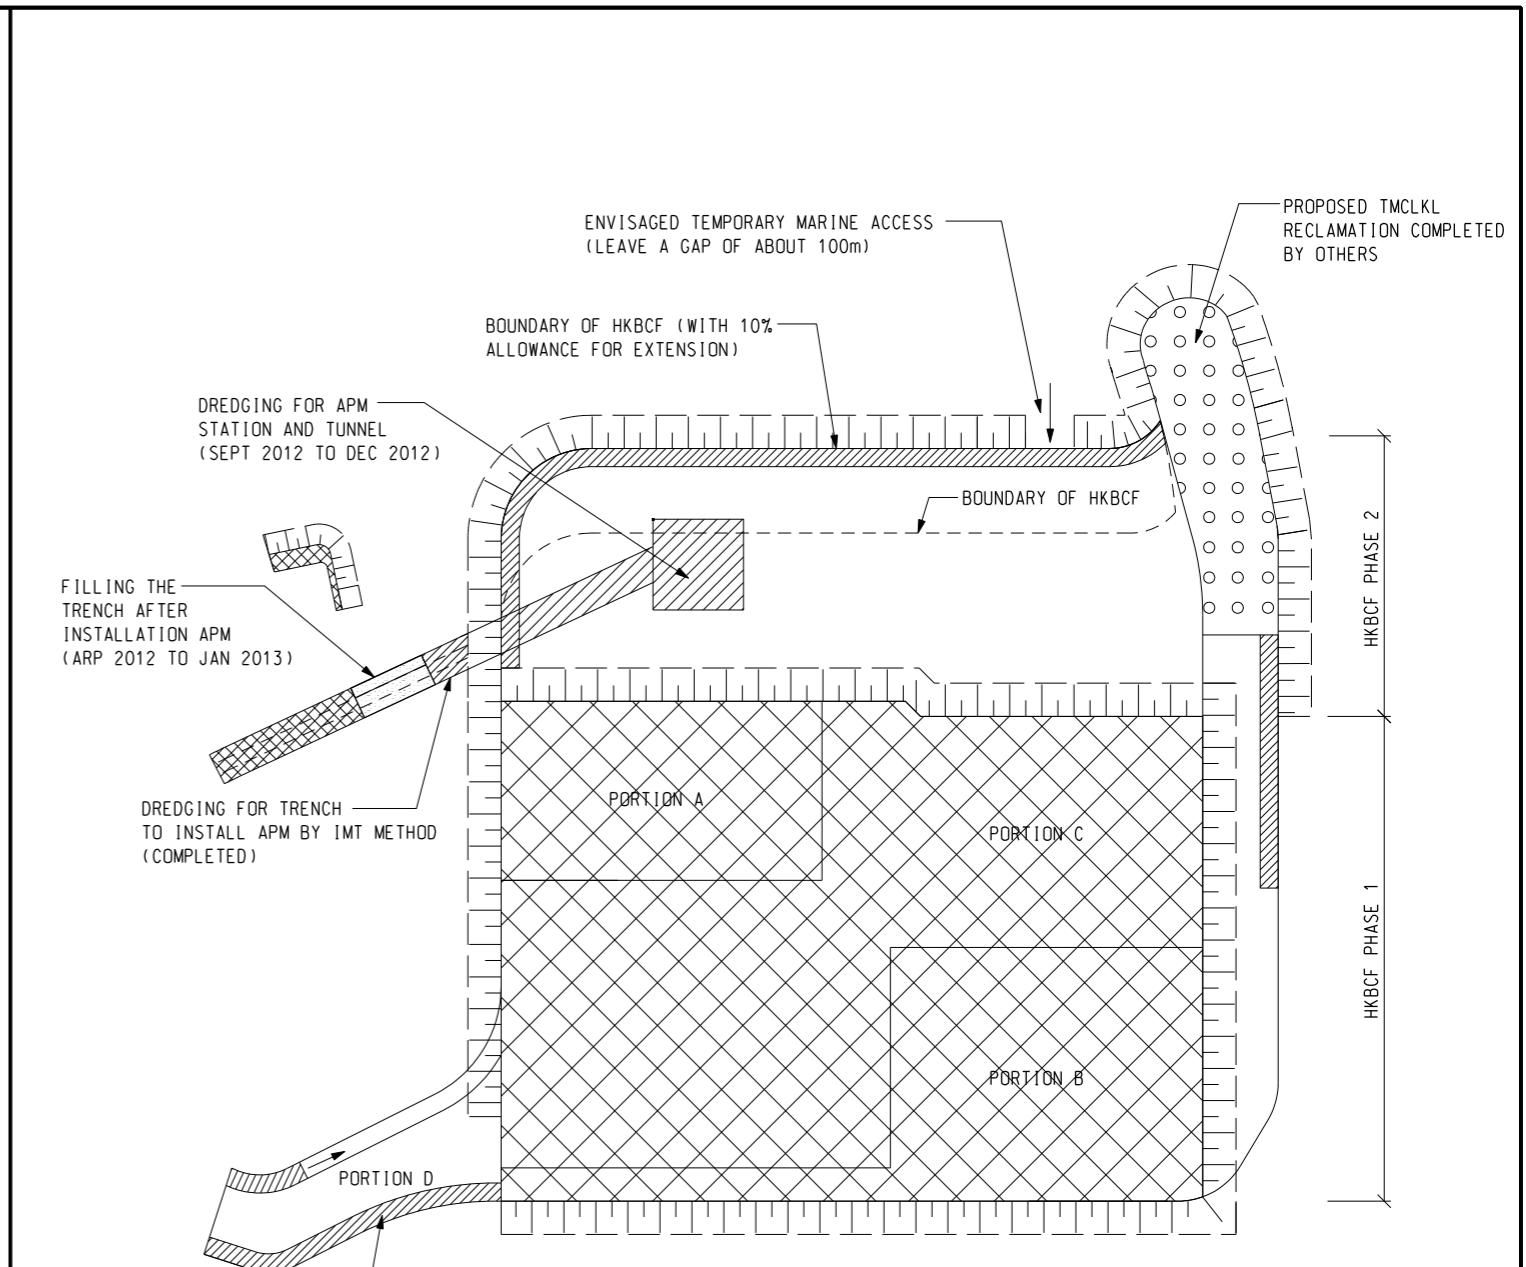 ENVISAGED TEMPORARY MARINE ACCESS
(LEAVE A GAP OF ABOUT 100m)
PROPOSED TMCLKL
RECLAMATION COMPLETED
BY OTHERS
BOUNDARY OF HKBCF (WITH 10%
ALLOWANCE FOR EXTENSION)
DREDGING FOR APM
STATION AND TUNNEL
(SEPT 2012 TO DEC 2012)
BOUNDARY OF HKBCF
HKBCF PHASE 2
FILLING THE
TRENCH AFTER
INSTALLATION APM
(ARP 2012 TO JAN 2013)
DREDGING FOR TRENCH
TO INSTALL APM BY IMT METHOD
(COMPLETED)
PORTION A
PORTION C
HKBCF PHASE 1
PORTION B
PORTION D